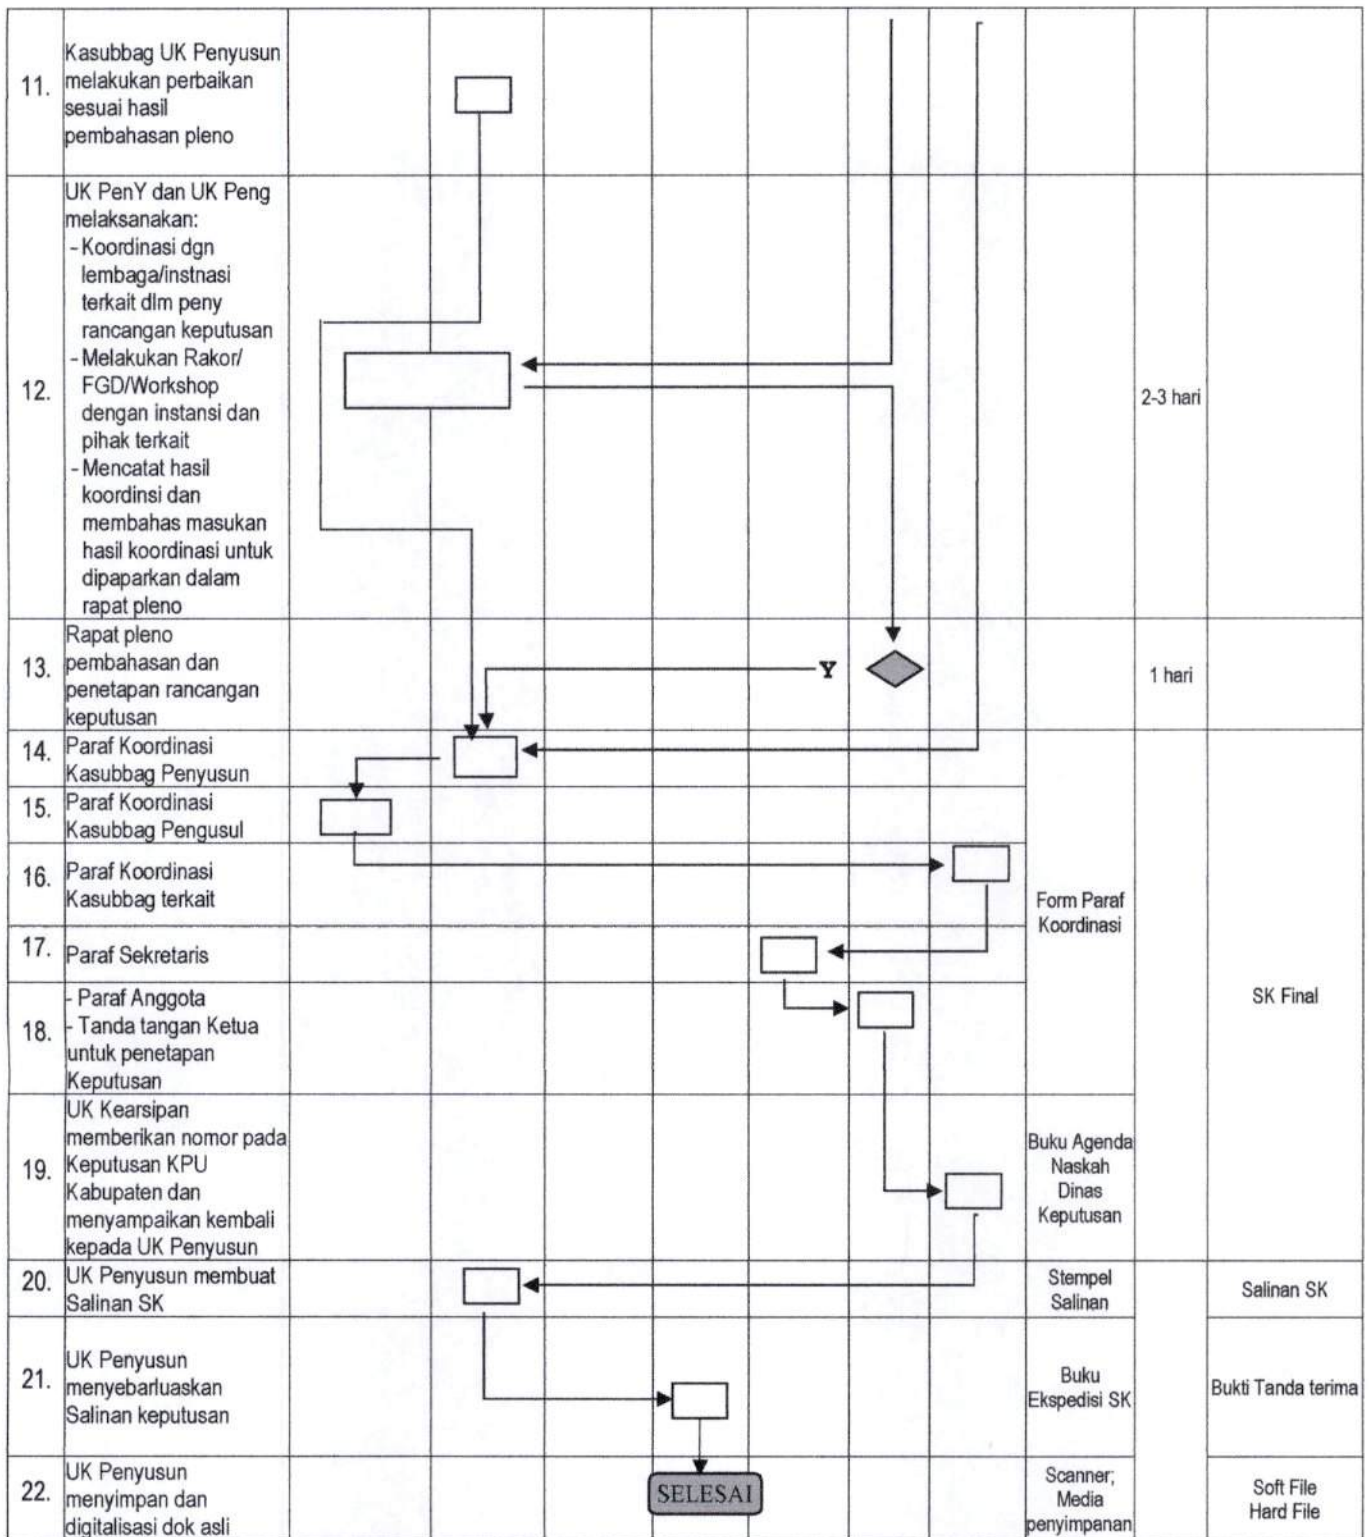 11.
Kasubbag UK Penyusun
melakukan perbaikan
sesuai hasil
pembahasan pleno
12.
UK PenY dan UK Peng
melaksanakan:
- Koordinasi dgn
lembaga/instnasi
terkait dlm peny
rancangan keputusan
- Melakukan Rakor/
FGD/Workshop
dengan instansi dan
pihak terkait
- Mencatat hasil
koordinsi dan
membahas masukan
hasil koordinasi untuk
dipaparkan dalam
rapat pleno
2-3 hari
13.
Rapat pleno
pembahasan dan
penetapan rancangan
keputusan
Y
1 hari
14.
Paraf Koordinasi
Kasubbag Penyusun
15.
Paraf Koordinasi
Kasubbag Pengusul
16.
Paraf Koordinasi
Kasubbag terkait
Form Paraf
Koordinasi
17.
Paraf Sekretaris
18.
- Paraf Anggota
- Tanda tangan Ketua
untuk penetapan
Keputusan
SK Final
19.
UK Kearsipan
memberikan nomor pada
Keputusan KPU
Kabupaten dan
menyampaikan kembali
kepada UK Penyusun
Buku Agenda
Naskah
Dinas
Keputusan
20.
UK Penyusun membuat
Salinan SK
Stempel
Salinan
Salinan SK
21.
UK Penyusun
menyebarluaskan
Salinan keputusan
Buku
Ekspedisi SK
Bukti Tanda terima
22.
UK Penyusun
menyimpan dan
digitalisasi dok asli
SELESAI
Scanner;
Media
penyimpanan
Soft File
Hard File